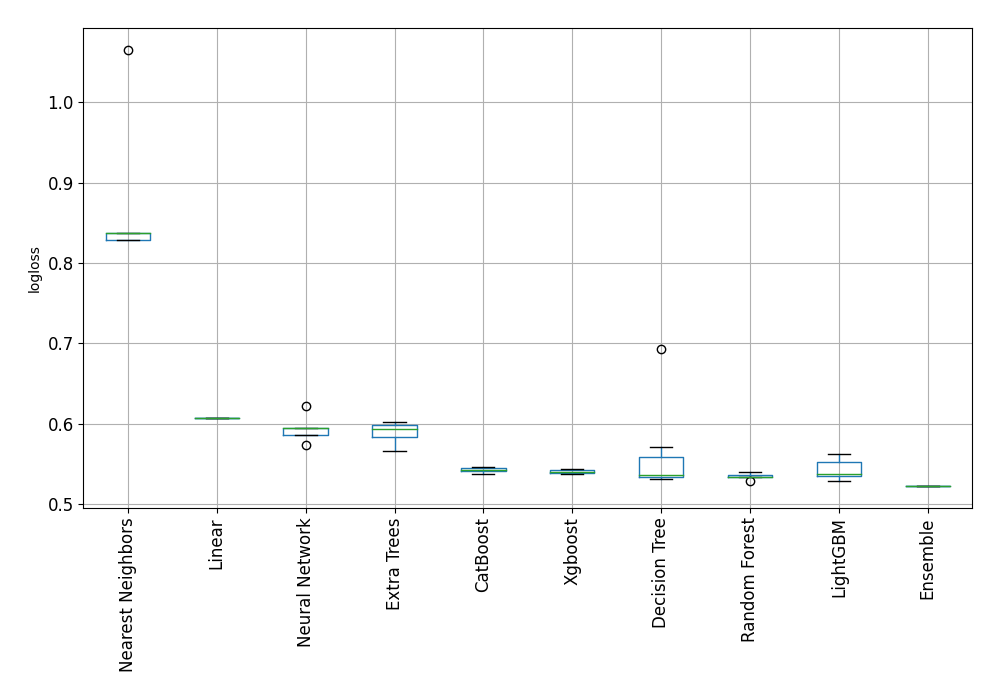 1.0
0.9
0.8
0.7
0.6
0.5
logloss
Nearest Neighbors
Linear
Neural Network
Extra Trees
CatBoost
Xgboost
Decision Tree
Random Forest
LightGBM
Ensemble